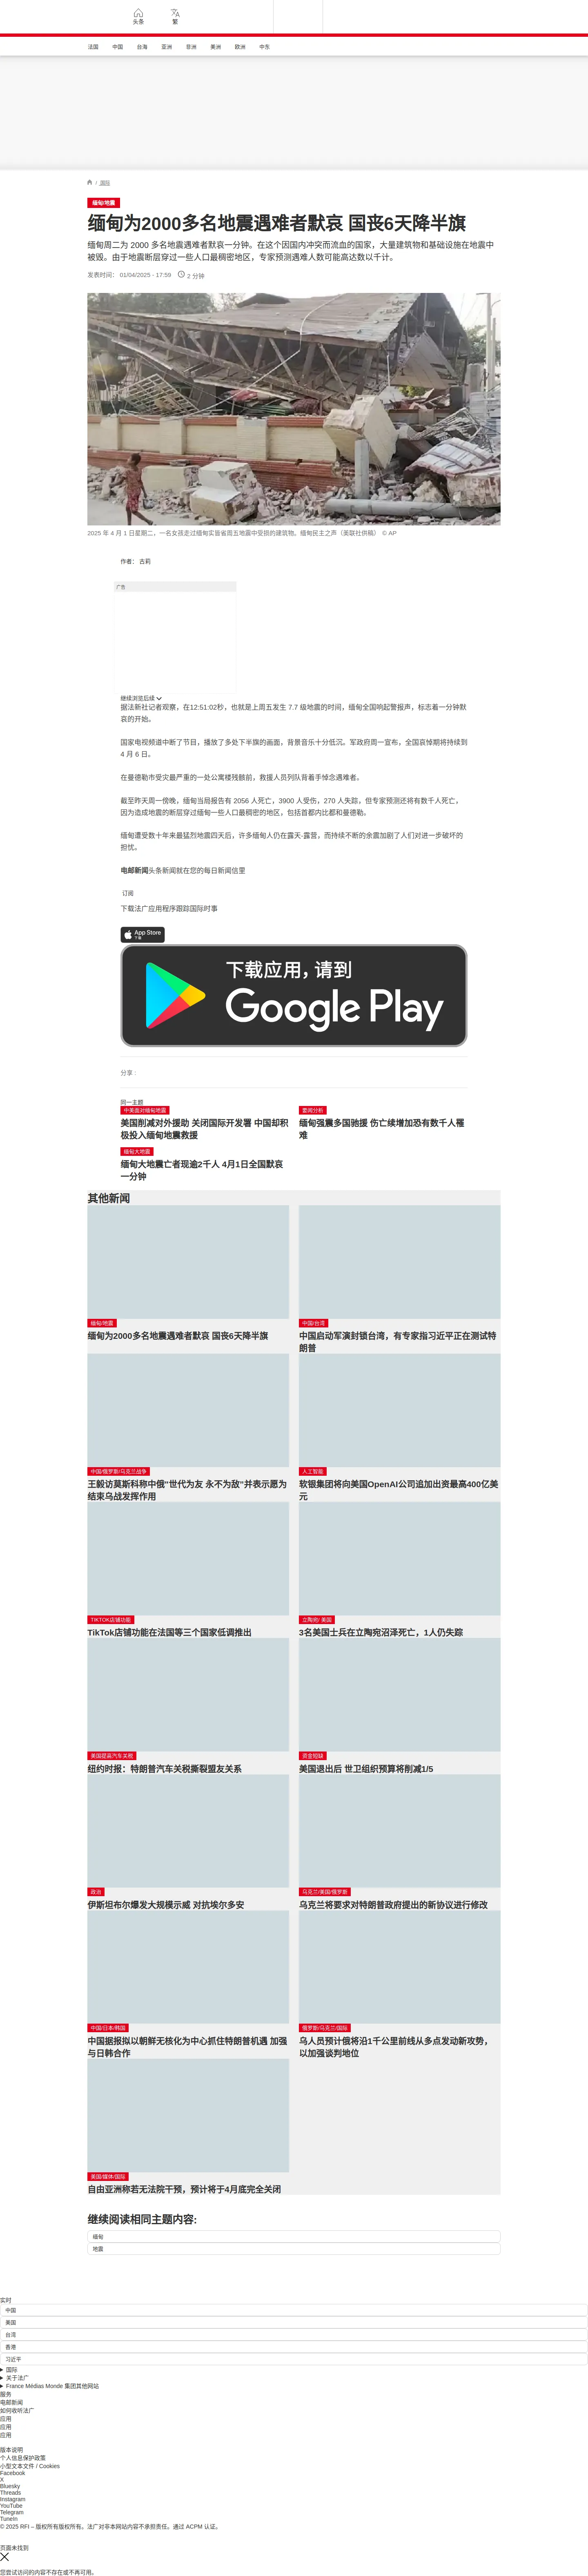 头条
繁
法国
中国
台海
亚洲
非洲
美洲
欧洲
中东
/ 国际
缅甸/地震
缅甸为2000多名地震遇难者默哀 国丧6天降半旗
缅甸周二为 2000 多名地震遇难者默哀一分钟。在这个因国内冲突而流血的国家，大量建筑物和基础设施在地震中
被毁。由于地震断层穿过一些人口最稠密地区，专家预测遇难人数可能高达数以千计。
发表时间： 01/04/2025 - 17:59
2 分钟
2025 年 4 月 1 日星期二，一名女孩走过缅甸实皆省周五地震中受损的建筑物。缅甸民主之声（美联社供稿） © AP
作者： 古莉
广告
继续浏览后续
据法新社记者观察，在12:51:02秒，也就是上周五发生 7.7 级地震的时间，缅甸全国响起警报声，标志着一分钟默
哀的开始。
国家电视频道中断了节目，播放了多处下半旗的画面，背景音乐十分低沉。军政府周一宣布，全国哀悼期将持续到
4 月 6 日。
在曼德勒市受灾最严重的一处公寓楼残骸前，救援人员列队背着手悼念遇难者。
截至昨天周一傍晚，缅甸当局报告有 2056 人死亡，3900 人受伤，270 人失踪，但专家预测还将有数千人死亡，
因为造成地震的断层穿过缅甸一些人口最稠密的地区，包括首都内比都和曼德勒。
缅甸遭受数十年来最猛烈地震四天后，许多缅甸人仍在露天-露营，而持续不断的余震加剧了人们对进一步破坏的
担忧。
电邮新闻头条新闻就在您的每日新闻信里
订阅
下载法广应用程序跟踪国际时事
App Store
下载
下载应用，请到
Google Play
分享 :
同一主题
中美面对缅甸地震
美国削减对外援助 关闭国际开发署 中国却积
极投入缅甸地震救援
要闻分析
缅甸强震多国驰援 伤亡续增加恐有数千人罹
难
缅甸大地震
缅甸大地震亡者现逾2千人 4月1日全国默哀
一分钟
其他新闻
缅甸/地震
缅甸为2000多名地震遇难者默哀 国丧6天降半旗
中国/台湾
中国启动军演封锁台湾，有专家指习近平正在测试特
朗普
中国/俄罗斯/乌克兰战争
王毅访莫斯科称中俄"世代为友 永不为敌"并表示愿为
结束乌战发挥作用
人工智能
软银集团将向美国OpenAI公司追加出资最高400亿美
元
TIKTOK店铺功能
TikTok店铺功能在法国等三个国家低调推出
立陶宛/ 美国
3名美国士兵在立陶宛沼泽死亡，1人仍失踪
美国提高汽车关税
纽约时报：特朗普汽车关税撕裂盟友关系
资金短缺
美国退出后 世卫组织预算将削减1/5
政治
伊斯坦布尔爆发大规模示威 对抗埃尔多安
乌克兰/美国/俄罗斯
乌克兰将要求对特朗普政府提出的新协议进行修改
中国/日本/韩国
中国据报拟以朝鲜无核化为中心抓住特朗普机遇 加强
与日韩合作
俄罗斯/乌克兰/国际
乌人员预计俄将沿1千公里前线从多点发动新攻势，
以加强谈判地位
美国/媒体/国际
自由亚洲称若无法院干预，预计将于4月底完全关闭
继续阅读相同主题内容:
缅甸
地震
实时
中国
美国
台湾
香港
习近平
国际
关于法广
France Médias Monde 集团其他网站
服务
电邮新闻
如何收听法广
应用
应用
应用
版本说明
个人信息保护政策
小型文本文件 / Cookies
Facebook
X
Bluesky
Threads
Instagram
YouTube
Telegram
TuneIn
© 2025 RFI – 版权所有版权所有。法广对非本网站内容不承担责任。通过 ACPM 认证。
页面未找到
您尝试访问的内容不存在或不再可用。